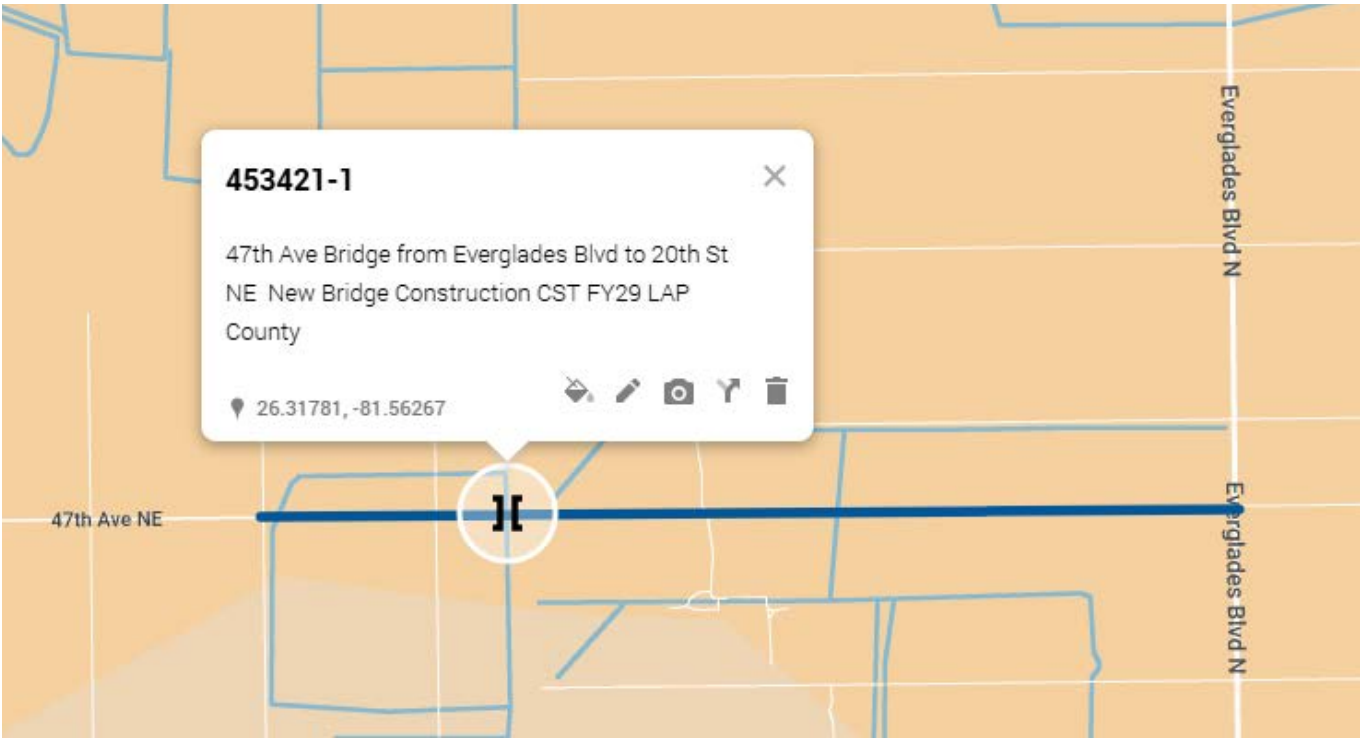 Everglades Blvd N
453421-1
47th Ave Bridge from Everglades Blvd to 20th St
NE  New Bridge Construction CST FY29 LAP
County
26.31781, -81.56267
47th Ave NE
Everglades Blvd N